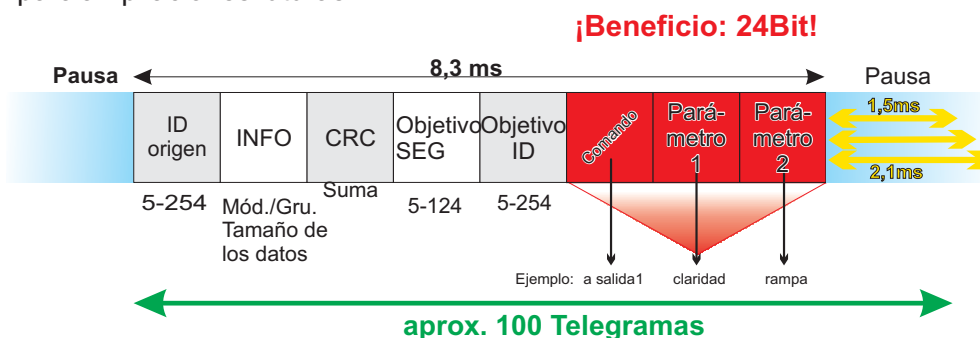 ¡Beneficio: 24Bit!
8,3 ms
Pausa
Pausa
ID
origen
INFO
CRC
Objetivo
SEG
Objetivo
ID
Comando
Pará-
metro
1
Pará-
metro
2
1,5ms
2,1ms
5-254
Mód./Gru.
Tamaño de
los datos
Suma
5-124
5-254
Ejemplo: a salida1 claridad rampa
aprox. 100 Telegramas